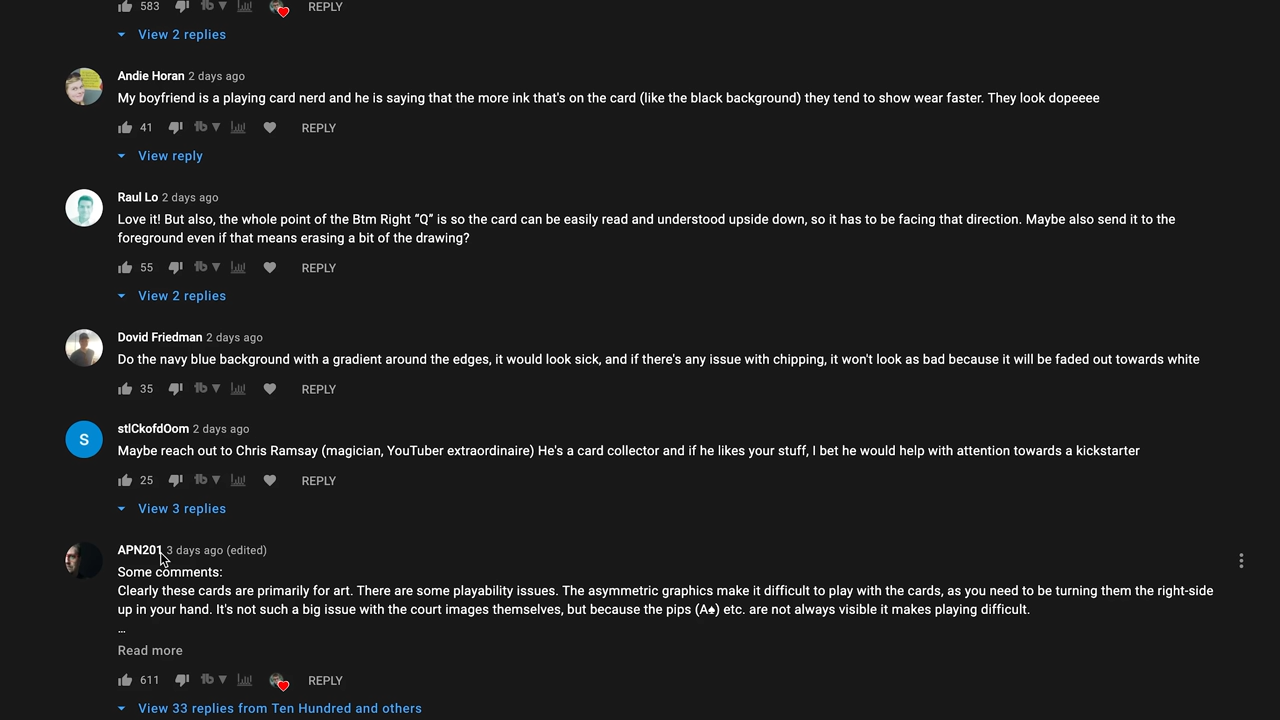 583 REPLY
View 2 replies
Andie Horan 2 days ago
My boyfriend is a playing card nerd and he is saying that the more ink that's on the card (like the black background) they tend to show wear faster. They look dopeeee
41 REPLY
View reply
Raul Lo 2 days ago
Love it! But also, the whole point of the Btm Right “Q” is so the card can be easily read and understood upside down, so it has to be facing that direction. Maybe also send it to the
foreground even if that means erasing a bit of the drawing?
55 REPLY
View 2 replies
Dovid Friedman 2 days ago
Do the navy blue background with a gradient around the edges, it would look sick, and if there's any issue with chipping, it won't look as bad because it will be faded out towards white
35 REPLY
S
stICkofdOom 2 days ago
Maybe reach out to Chris Ramsay (magician, YouTuber extraordinaire) He's a card collector and if he likes your stuff, I bet he would help with attention towards a kickstarter
25 REPLY
View 3 replies
APN201 3 days ago (edited)
Some comments:
Clearly these cards are primarily for art. There are some playability issues. The asymmetric graphics make it difficult to play with the cards, as you need to be turning them the right-side
up in your hand. It's not such a big issue with the court images themselves, but because the pips (A♠) etc. are not always visible it makes playing difficult.
...
Read more
611 REPLY
View 33 replies from Ten Hundred and others